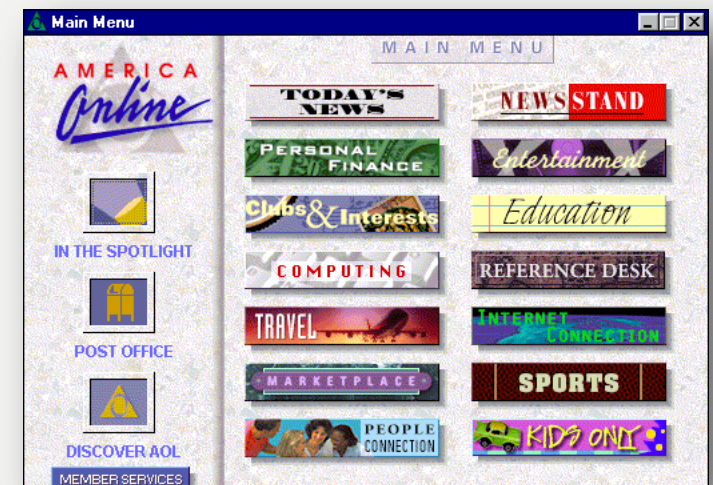 Main Menu
MAIN MENU
AMERICA
Online
IN THE SPOTLIGHT
POST OFFICE
DISCOVER AOL
MEMBER SERVICES
TODAY'S
NEWS
NEWSSTAND
PERSONAL
FINANCE
Entertainment
Clubs & Interests
Education
COMPUTING
REFERENCE DESK
TRAVEL
INTERNET
CONNECTION
MARKETPLACE
SPORTS
PEOPLE
CONNECTION
KIDS ONLY